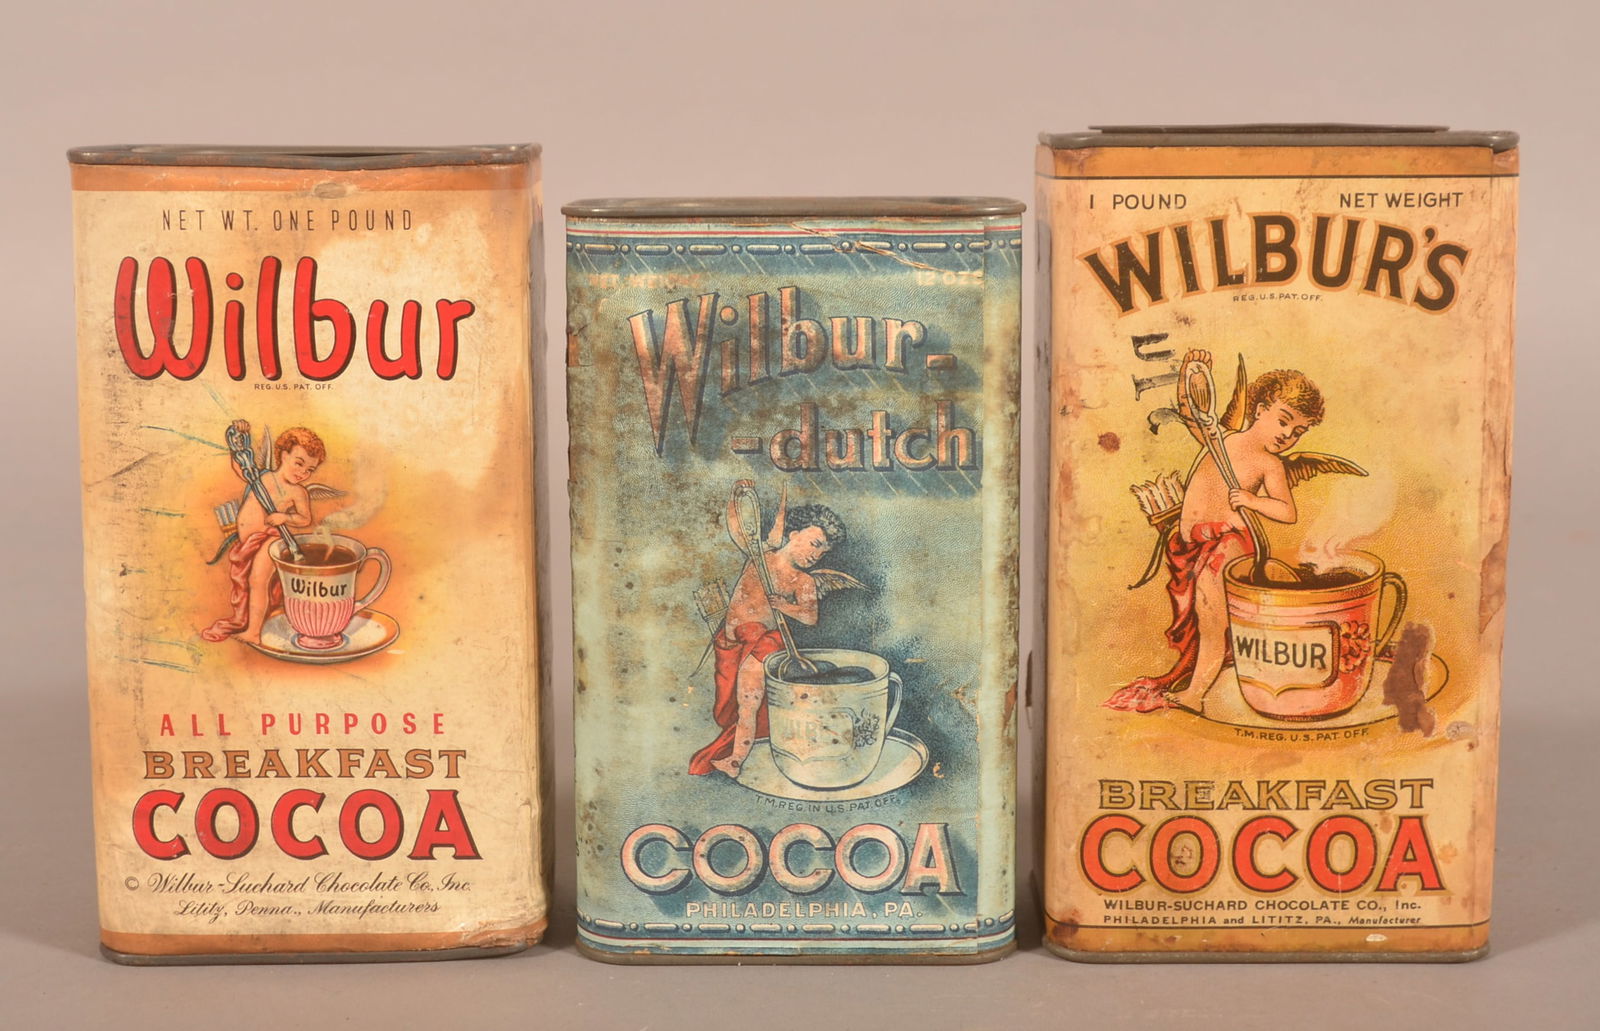 NET WT. ONE POUND
Wilbur
REG. U.S. PAT. OFF.
Wilbur
ALL PURPOSE
BREAKFAST
COCOA
© Wilbur-Suchard Chocolate Co., Inc.
Lititz, Penna., Manufacturers
12 OZS
Wilbur-
-dutch
T.M. REG. IN U.S. PAT. OFF.
COCOA
PHILADELPHIA, PA.
1 POUND NET WEIGHT
WILBUR'S
REG. U.S. PAT. OFF.
WILBUR
T.M. REG. U.S. PAT. OFF.
BREAKFAST
COCOA
WILBUR-SUCHARD CHOCOLATE CO., Inc.
PHILADELPHIA and LITITZ, PA., Manufacturer